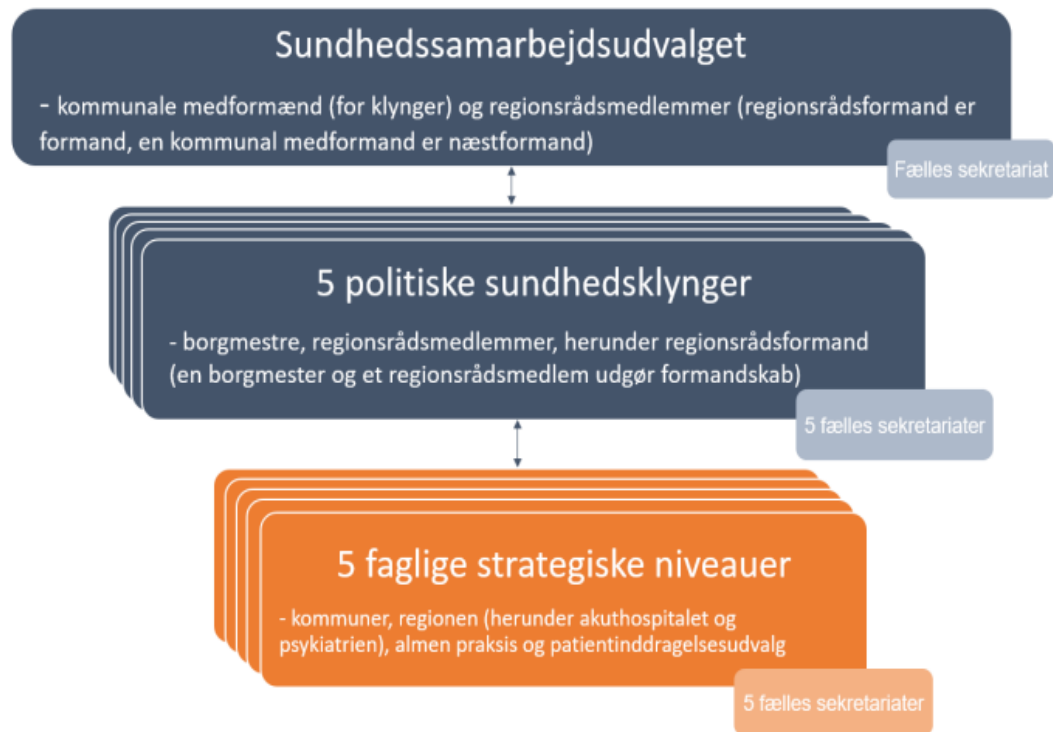 Sundhedssamarbejdsudvalget
- kommunale medformænd (for klynger) og regionsrådsmedlemmer (regionsrådsformand er
formand, en kommunal medformand er næstformand)
Fælles sekretariat
5 politiske sundhedsklynger
- borgmestre, regionsrådsmedlemmer, herunder regionsrådsformand
(en borgmester og et regionsrådsmedlem udgør formandskab)
5 fælles sekretariater
5 faglige strategiske niveauer
- kommuner, regionen (herunder akuthospitalet og
psykiatrien), almen praksis og patientinddragelsesudvalg
5 fælles sekretariater